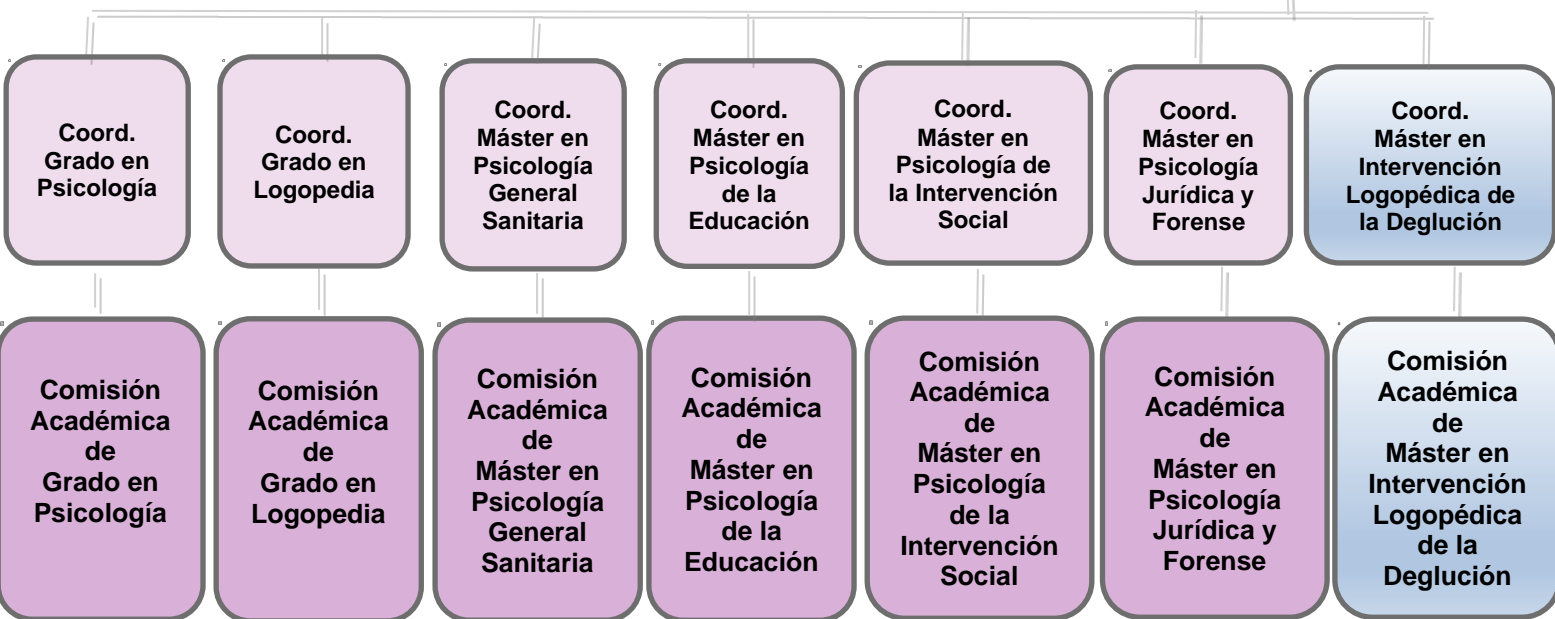 Coord.
Grado en
Psicología
Coord.
Grado en
Logopedia
Coord.
Máster en
Psicología
General
Sanitaria
Coord.
Máster en
Psicología
de la
Educación
Coord.
Máster en
Psicología de
la Intervención
Social
Coord.
Máster en
Psicología
Jurídica y
Forense
Coord.
Máster en
Intervención
Logopédica de
la Deglución
Comisión
Académica
de
Grado en
Psicología
Comisión
Académica
de
Grado en
Logopedia
Comisión
Académica
de
Máster en
Psicología
General
Sanitaria
Comisión
Académica
de
Máster en
Psicología
de la
Educación
Comisión
Académica
de
Máster en
Psicología
de la
Intervención
Social
Comisión
Académica
de
Máster en
Psicología
Jurídica y
Forense
Comisión
Académica
de
Máster en
Intervención
Logopédica
de la
Deglución